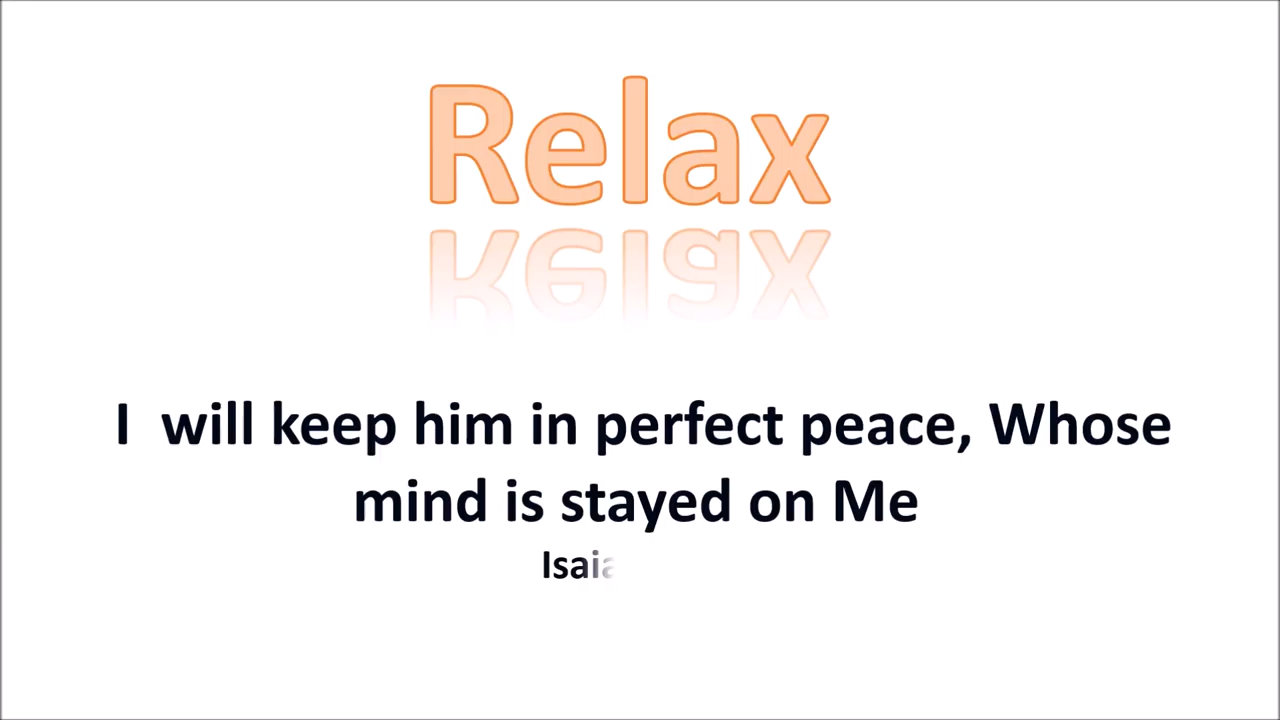 Relax
I will keep him in perfect peace, Whose
mind is stayed on Me